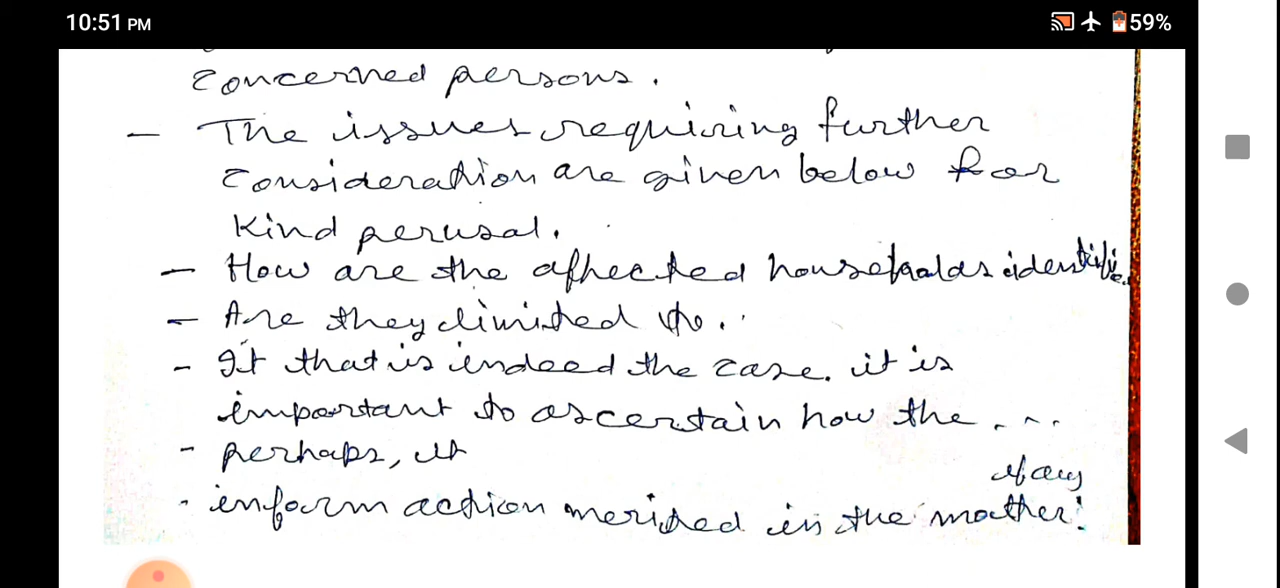 10:51 PM
59%
concerned persons.
- The issues requiring further
consideration are given below for
kind perusal.
- How are the affected households identifie
- Are they limited to.
- If that is indeed the case. it is
important to ascertain how the ...
- perhaps, it
if any
- inform action merited in the matter.